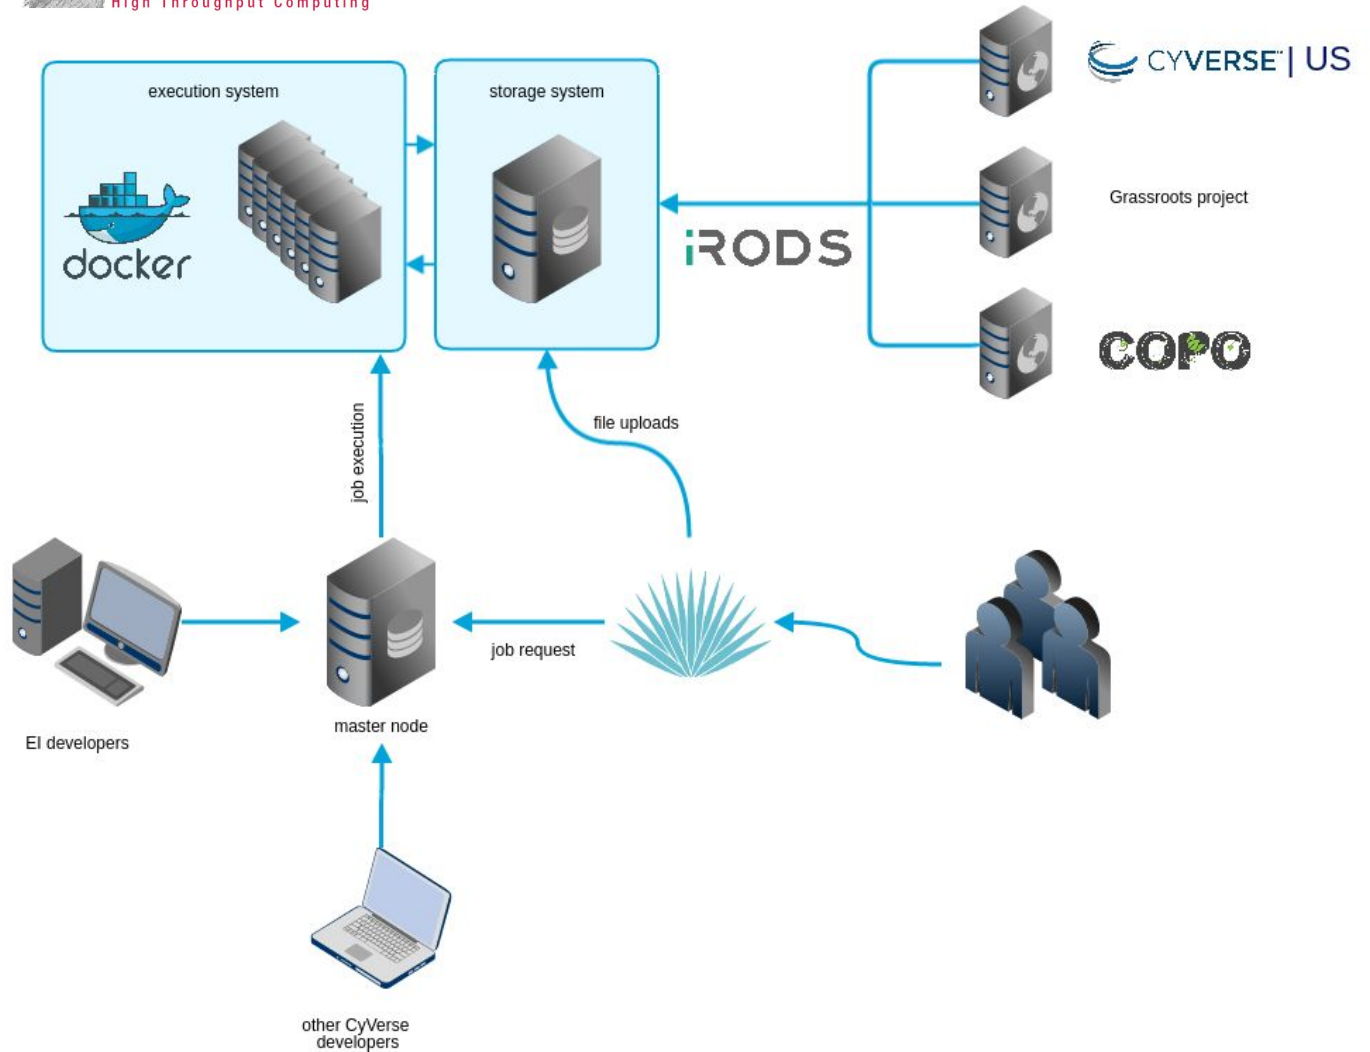 High Throughput Computing
execution system
storage system
CYVERSE™ | US
docker
iRODS
Grassroots project
COPO
job execution
file uploads
job request
master node
EI developers
other CyVerse
developers